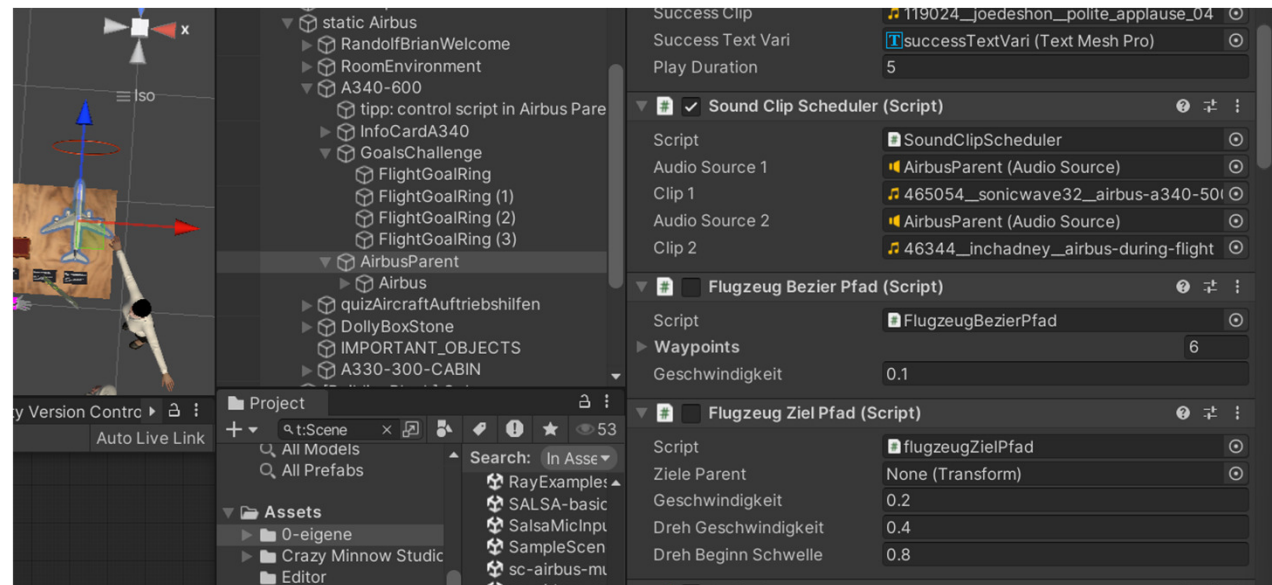 x
Iso
y Version Contro
Auto Live Link
static Airbus
RandolfBrianWelcome
RoomEnvironment
A340-600
tipp: control script in Airbus Pare
InfoCardA340
GoalsChallenge
FlightGoalRing
FlightGoalRing (1)
FlightGoalRing (2)
FlightGoalRing (3)
AirbusParent
Airbus
quizAircraftAuftriebshilfen
DollyBoxStone
IMPORTANT_OBJECTS
A330-300-CABIN
Project
t:Scene
53
All Models
All Prefabs
Assets
0-eigene
Crazy Minnow Studio
Editor
Search: In Asse
RayExamples
SALSA-basic
SalsaMicInpu
SampleScen
sc-airbus-mu
Success Clip 119024__joedeshon__polite_applause_04
Success Text Vari successTextVari (Text Mesh Pro)
Play Duration 5
Sound Clip Scheduler (Script)
Script SoundClipScheduler
Audio Source 1 AirbusParent (Audio Source)
Clip 1 465054__sonicwave32__airbus-a340-50
Audio Source 2 AirbusParent (Audio Source)
Clip 2 46344__inchadney__airbus-during-flight
Flugzeug Bezier Pfad (Script)
Script FlugzeugBezierPfad
Waypoints 6
Geschwindigkeit 0.1
Flugzeug Ziel Pfad (Script)
Script flugzeugZielPfad
Ziele Parent None (Transform)
Geschwindigkeit 0.2
Dreh Geschwindigkeit 0.4
Dreh Beginn Schwelle 0.8